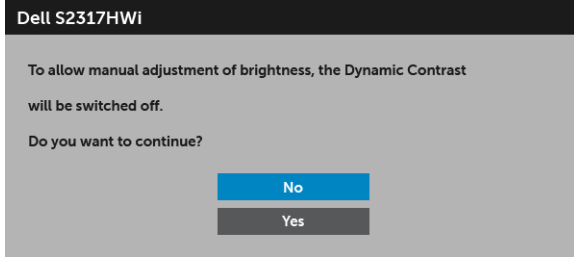 Dell S2317HWi
To allow manual adjustment of brightness, the Dynamic Contrast
will be switched off.
Do you want to continue?
No
Yes